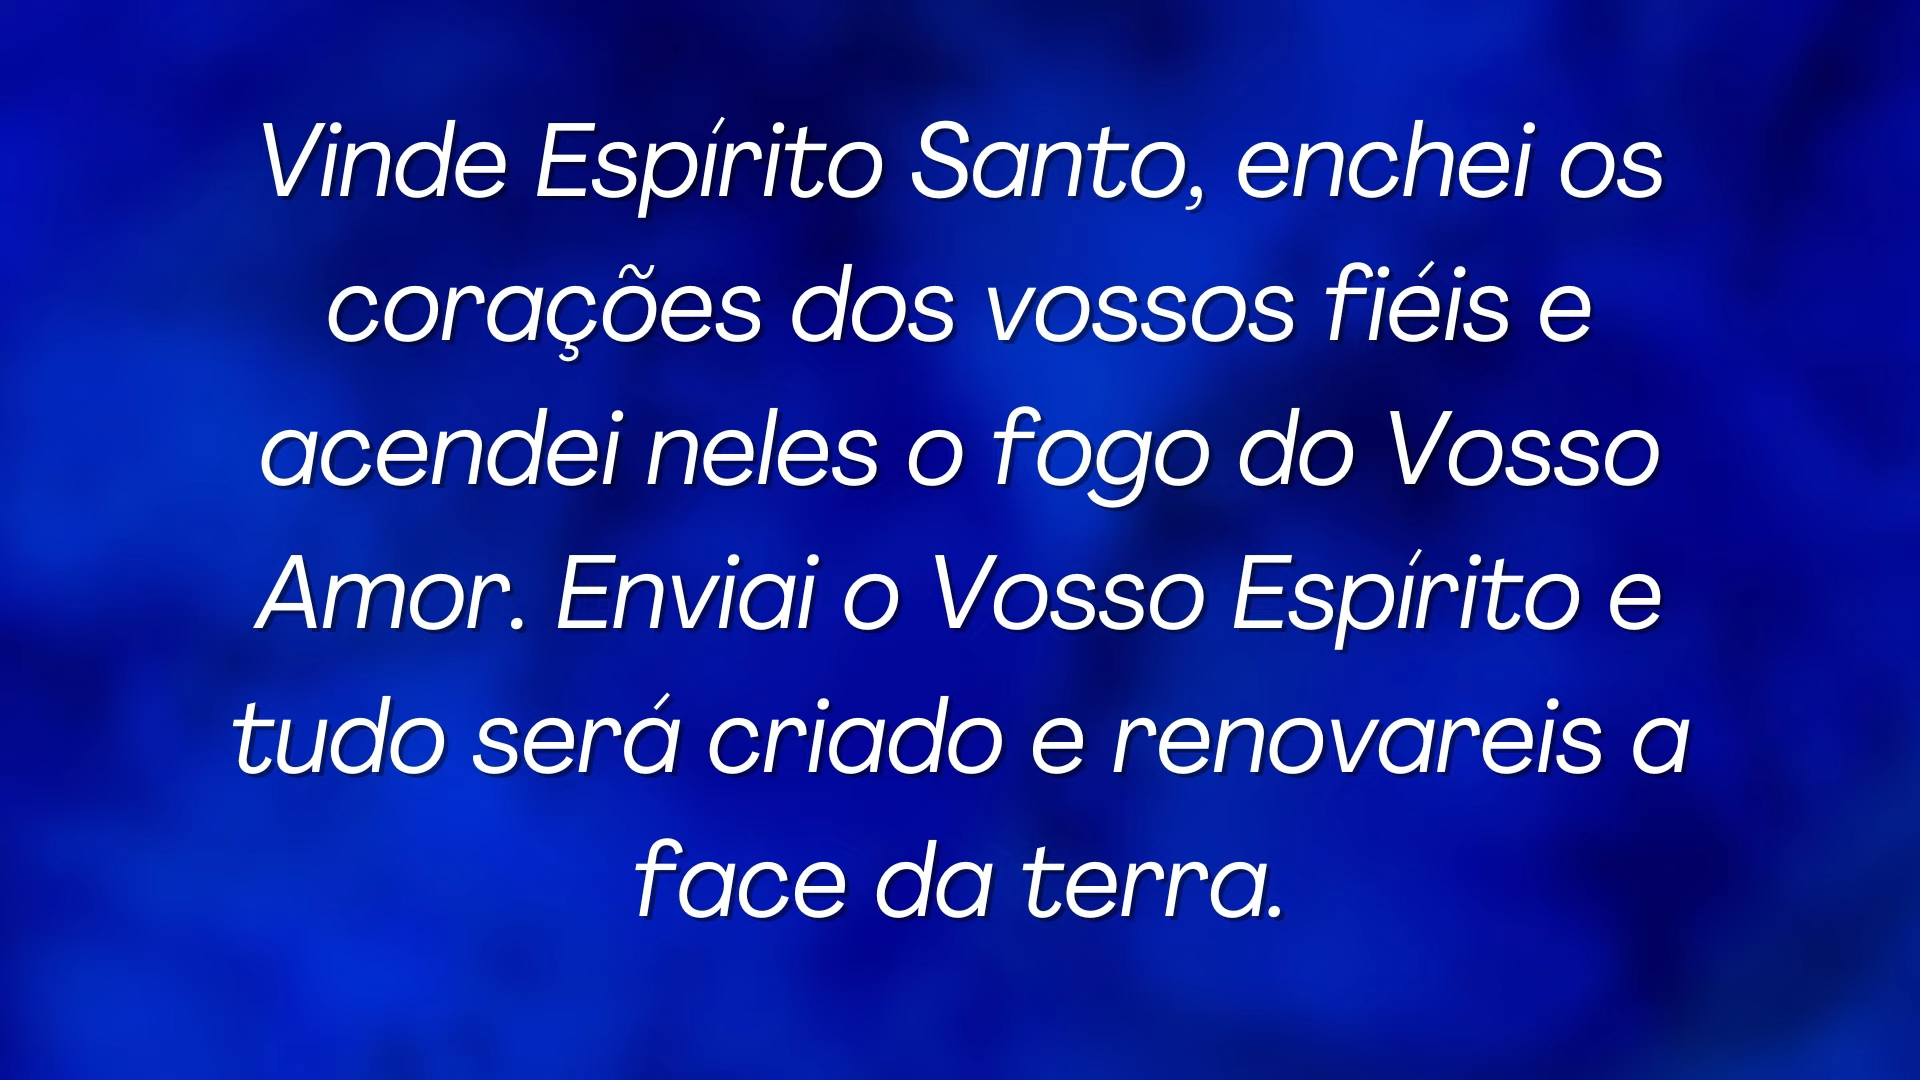 Vinde Espírito Santo, enchei os
corações dos vossos fiéis e
acendei neles o fogo do Vosso
Amor. Enviai o Vosso Espírito e
tudo será criado e renovareis a
face da terra.